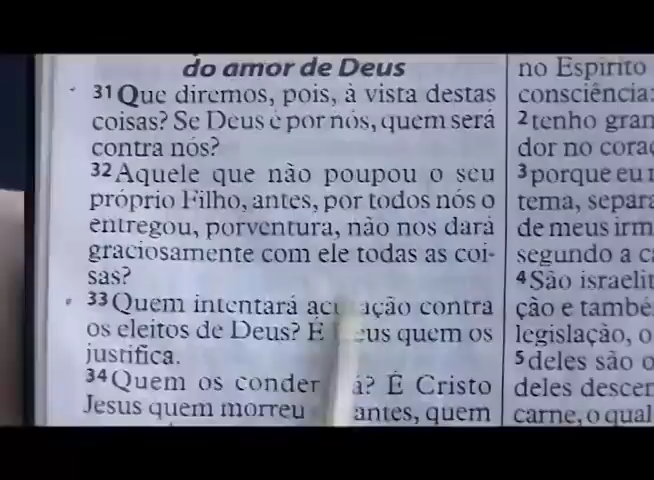 do amor de Deus
31 Que diremos, pois, à vista destas
coisas? Se Deus é por nós, quem será
contra nós?
32 Aquele que não poupou o seu
próprio Filho, antes, por todos nós o
entregou, porventura, não nos dará
graciosamente com ele todas as coi-
sas?
33 Quem intentará ação contra
os eleitos de Deus? É eus quem os
justifica.
34 Quem os á? É Cristo
Jesus quem morreu antes, quem
no Espírito
consciência
2 tenho gran
dor no coraç
3 porque eu
tema, separa
de meus irm
segundo a ca
4 São israelit
ção e també
legislação, o
5 deles são o
deles descen
carne, o qual